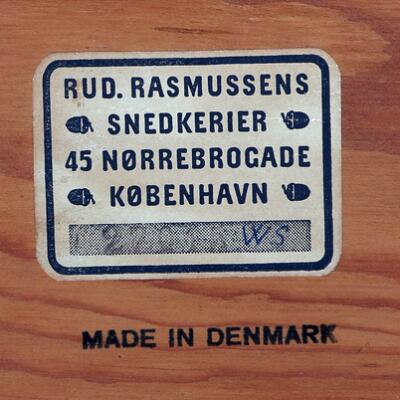 RUD. RASMUSSENS
SNEDKERIER
45 NØRREBROGADE
KØBENHAVN
WS
MADE IN DENMARK